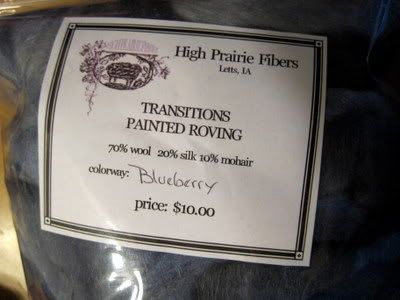 High Prairie Fibers
Letts, IA
TRANSITIONS
PAINTED ROVING
70% wool 20% silk 10% mohair
colorway: Blueberry
price: $10.00